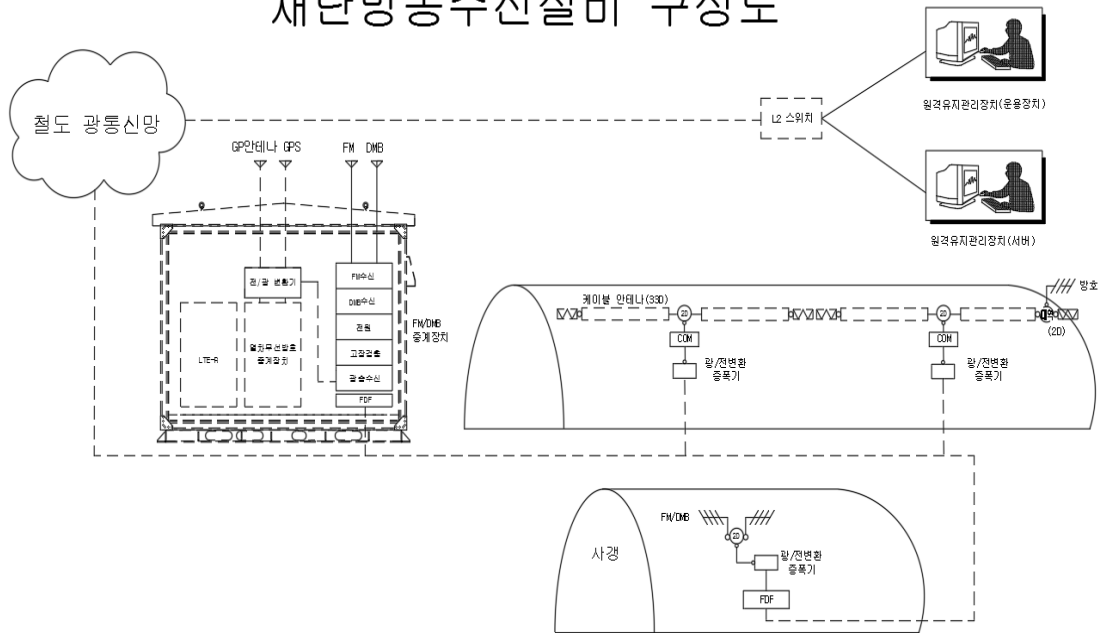 재난방송수신설비 구성도
철도 광통신망
L2 스위치
원격유지관리장치(운용장치)
원격유지관리장치(서버)
GP안테나 GPS
FM DMB
전/광 변환기
LTE-R
열차무선방호
중계장치
FM수신
DMB수신
전원
고장검출
광송수신
FDF
FM/DMB
중계장치
케이블 안테나(33D)
2D
COM
광/전변환
증폭기
2D
COM
광/전변환
증폭기
방호
(2D)
사갱
FM/DMB
2D
광/전변환
증폭기
FDF